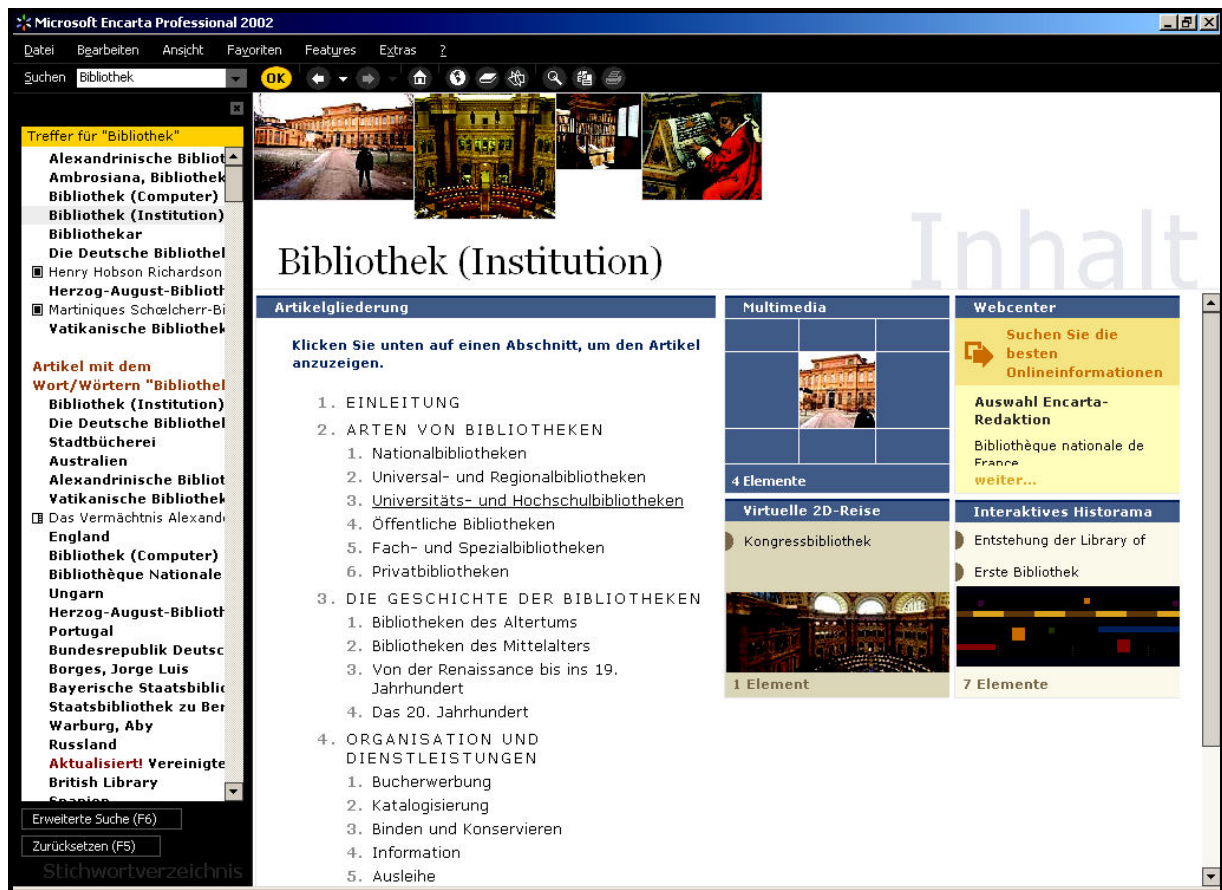 Microsoft Encarta Professional 2002
Datei Bearbeiten Ansicht Favoriten Features Extras ?
Suchen Bibliothek OK
Treffer für "Bibliothek"
Alexandrinische Bibliot
Ambrosiana, Bibliothek
Bibliothek (Computer)
Bibliothek (Institution)
Bibliothekar
Die Deutsche Bibliothel
Henry Hobson Richardson
Herzog-August-Biblioth
Martiniques Schœlcherr-Bi
Vatikanische Bibliothek
Artikel mit dem
Wort/Wörtern "Bibliothel
Bibliothek (Institution)
Die Deutsche Bibliothel
Stadtbücherei
Australien
Alexandrinische Bibliot
Vatikanische Bibliothek
Das Vermächtnis Alexand
England
Bibliothek (Computer)
Bibliothèque Nationale
Ungarn
Herzog-August-Biblioth
Portugal
Bundesrepublik Deutsc
Borges, Jorge Luis
Bayerische Staatsbiblic
Staatsbibliothek zu Ber
Warburg, Aby
Russland
Aktualisiert! Vereinigte
British Library
Spanien
Erweiterte Suche (F6)
Zurücksetzen (F5)
Stichwortverzeichnis
Inhalt
Bibliothek (Institution)
Artikelgliederung
Klicken Sie unten auf einen Abschnitt, um den Artikel
anzuzeigen.
1. EINLEITUNG
2. ARTEN VON BIBLIOTHEKEN
1. Nationalbibliotheken
2. Universal- und Regionalbibliotheken
3. Universitäts- und Hochschulbibliotheken
4. Öffentliche Bibliotheken
5. Fach- und Spezialbibliotheken
6. Privatbibliotheken
3. DIE GESCHICHTE DER BIBLIOTHEKEN
1. Bibliotheken des Altertums
2. Bibliotheken des Mittelalters
3. Von der Renaissance bis ins 19.
Jahrhundert
4. Das 20. Jahrhundert
4. ORGANISATION UND
DIENSTLEISTUNGEN
1. Bucherwerbung
2. Katalogisierung
3. Binden und Konservieren
4. Information
5. Ausleihe
Multimedia
4 Elemente
Webcenter
Suchen Sie die
besten
Onlineinformationen
Auswahl Encarta-
Redaktion
Bibliothèque nationale de
France
weiter...
Virtuelle 2D-Reise
Kongressbibliothek
1 Element
Interaktives Historama
Entstehung der Library of
Erste Bibliothek
7 Elemente